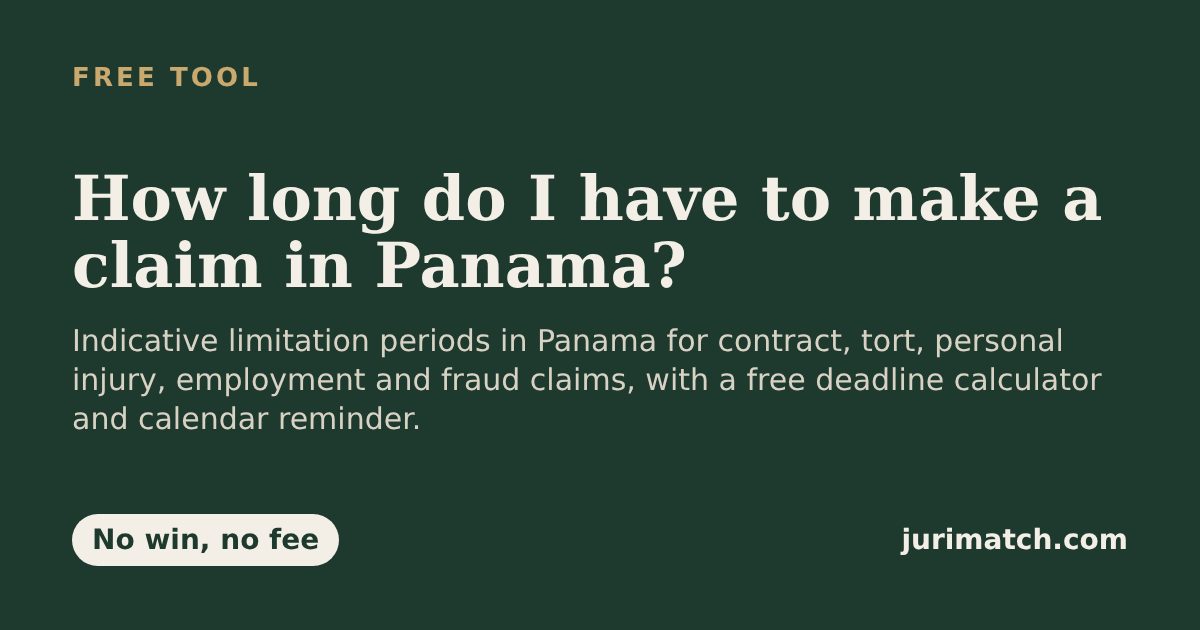 FREE TOOL
How long do I have to make a
claim in Panama?
Indicative limitation periods in Panama for contract, tort, personal
injury, employment and fraud claims, with a free deadline calculator
and calendar reminder.
No win, no fee
jurimatch.com